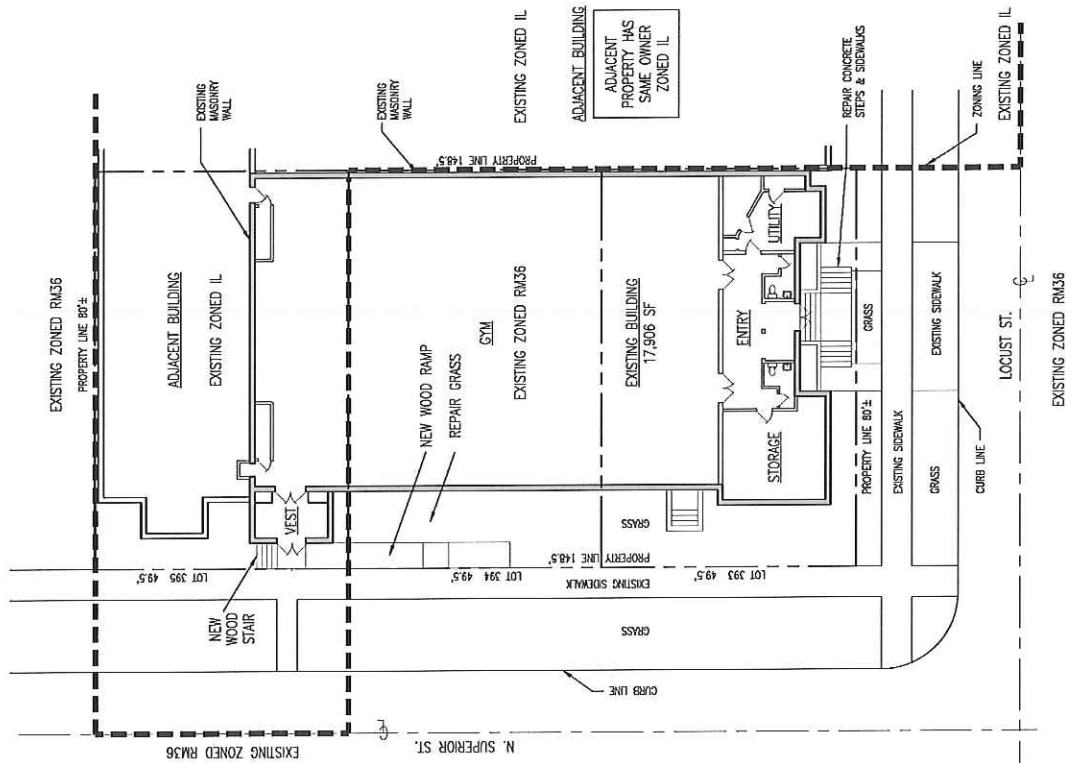 EXISTING ZONED RM36
PROPERTY LINE 80'±
ADJACENT BUILDING
EXISTING ZONED IL
EXISTING
MASONRY
WALL
EXISTING
MASONRY
WALL
EXISTING ZONED IL
ADJACENT BUILDING
EXISTING ZONED IL
ADJACENT
PROPERTY HAS
SAME OWNER
ZONED IL
PROPERTY LINE 148.5'
GYM
EXISTING ZONED RM36
NEW WOOD RAMP
REPAIR GRASS
EXISTING BUILDING
17,906 SF
VEST
ENTRY
UTILITY
STORAGE
REPAIR CONCRETE
STEPS & SIDEWALKS
ZONING LINE
EXISTING ZONED IL
GRASS
PROPERTY LINE 148.5'
LOT 395 49.5'
LOT 394 49.5'
LOT 393 49.5'
EXISTING SIDEWALK
NEW
WOOD
STAIR
GRASS
CURB LINE
GRASS
PROPERTY LINE 80'±
EXISTING SIDEWALK
EXISTING SIDEWALK
GRASS
CURB LINE
LOCUST ST.
EXISTING ZONED RM36
N. SUPERIOR ST.
EXISTING ZONED RM36